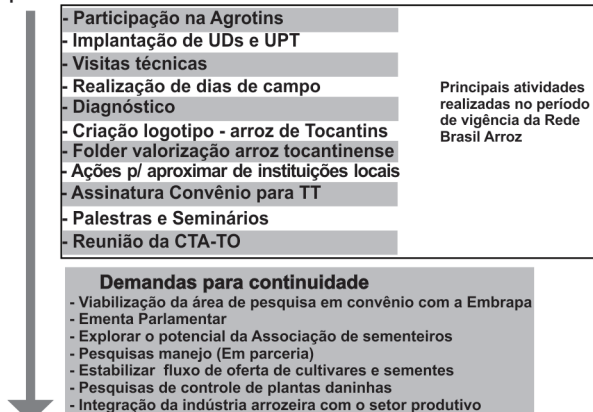 - Participação na Agrotins
- Implantação de UDs e UPT
- Visitas técnicas
- Realização de dias de campo
- Diagnóstico
- Criação logotipo - arroz de Tocantins
- Folder valorização arroz tocantinense
- Ações p/ aproximar de instituições locais
- Assinatura Convênio para TT
- Palestras e Seminários
- Reunião da CTA-TO
Principais atividades
realizadas no período
de vigência da Rede
Brasil Arroz
Demandas para continuidade
- Viabilização da área de pesquisa em convênio com a Embrapa
- Ementa Parlamentar
- Explorar o potencial da Associação de sementeiros
- Pesquisas manejo (Em parceria)
- Estabilizar fluxo de oferta de cultivares e sementes
- Pesquisas de controle de plantas daninhas
- Integração da indústria arrozeira com o setor produtivo